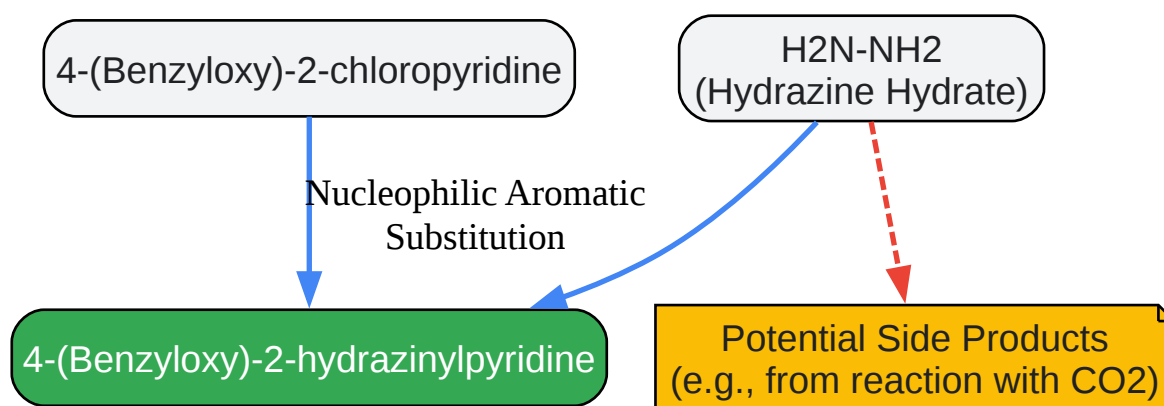 4-(Benzyloxy)-2-chloropyridine
H2N-NH2
(Hydrazine Hydrate)
Nucleophilic Aromatic
Substitution
4-(Benzyloxy)-2-hydrazinylpyridine
Potential Side Products
(e.g., from reaction with CO2)